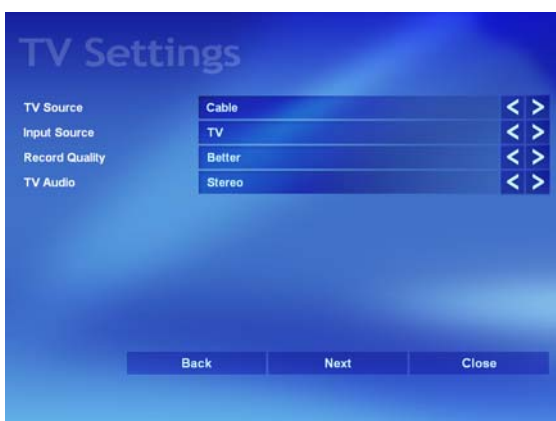 TV Settings
TV Source Cable < >
Input Source TV < >
Record Quality Better < >
TV Audio Stereo < >
Back Next Close